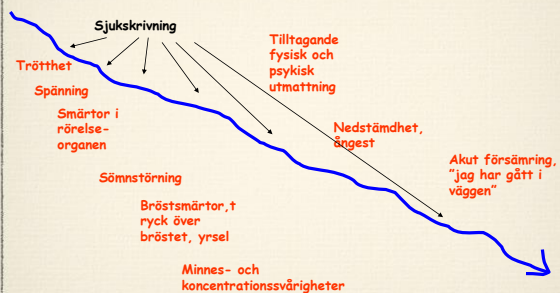 Sjukskrivning
Tilltagande
fysisk och
psykisk
utmattning
Trötthet
Spänning
Smärtor i
rörelse-
organen
Nedstämdhet,
ångest
Akut försämring,
”jag har gått i
väggen”
Sömnstörning
Bröstsmärtor,t
ryck över
bröstet, yrsel
Minnes- och
koncentrationssvårigheter